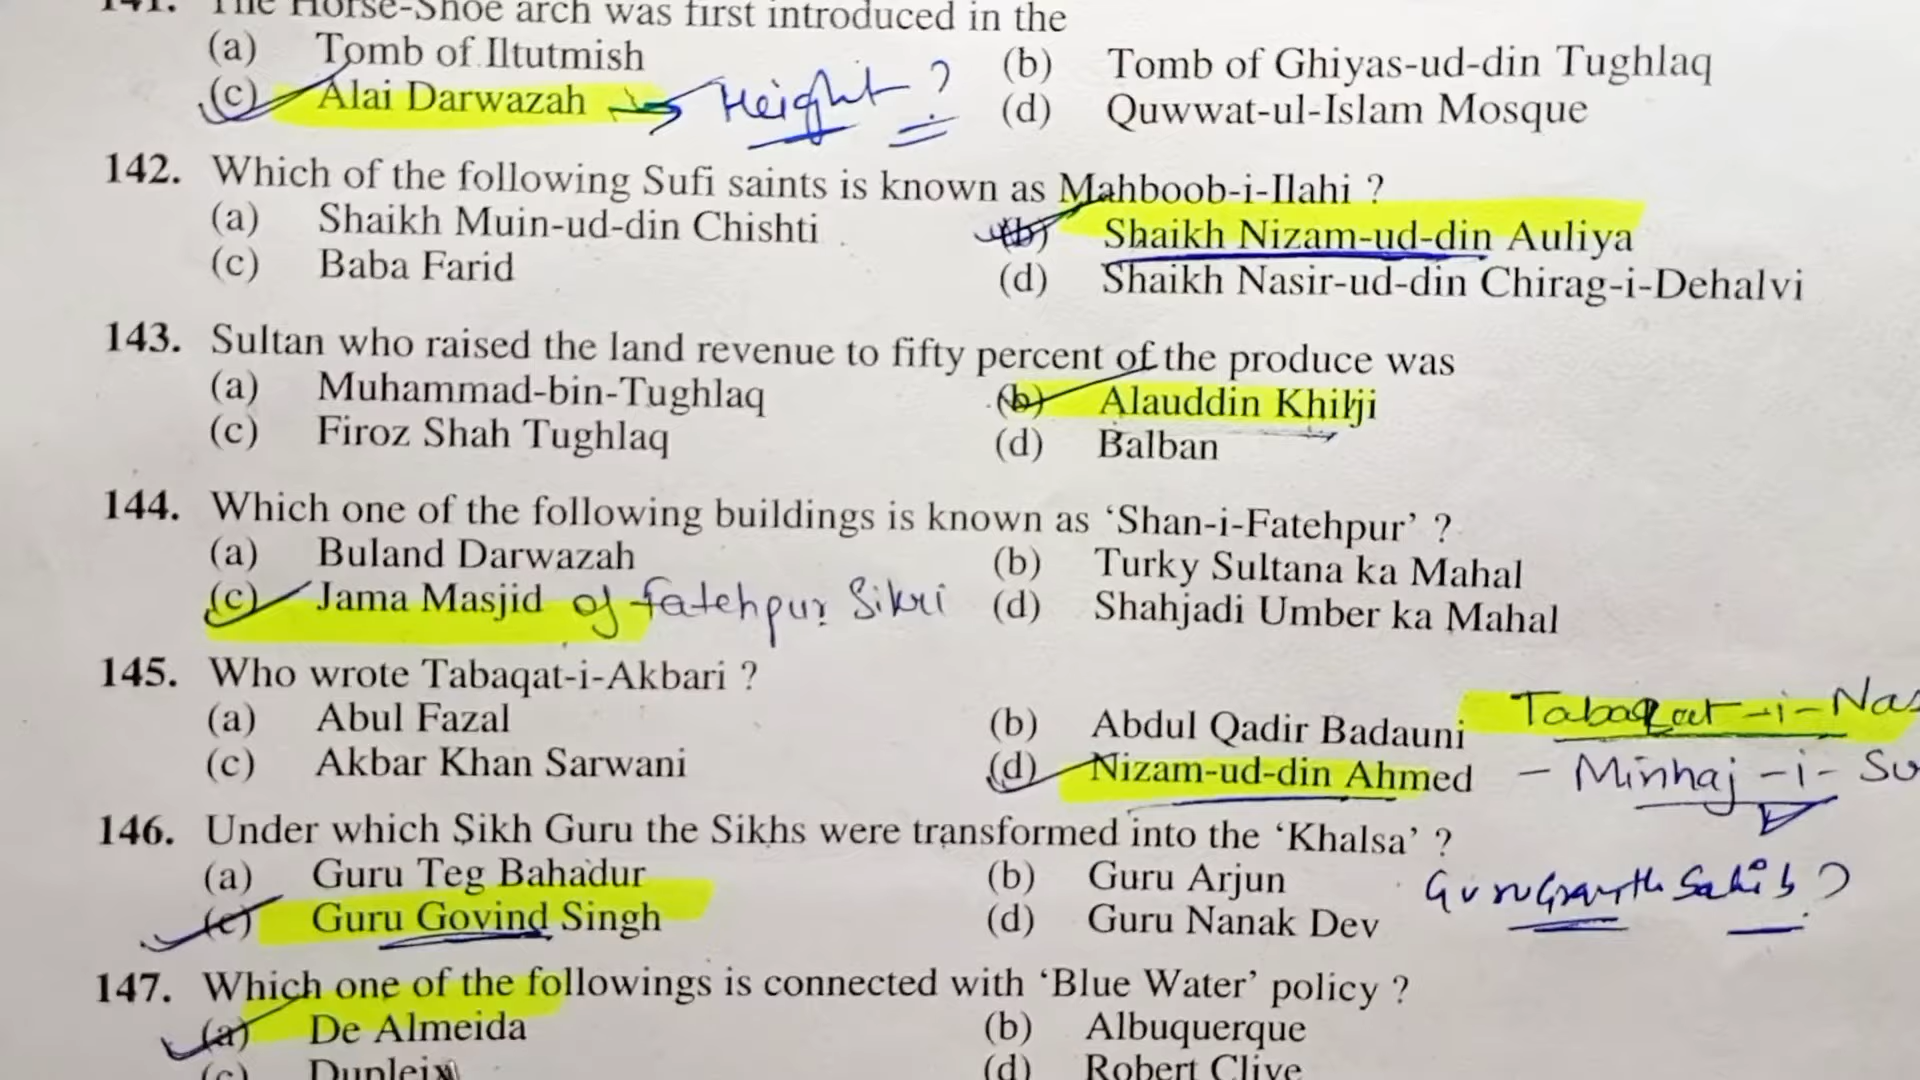 141. The Horse-Shoe arch was first introduced in the
(a) Tomb of Iltutmish
(b) Tomb of Ghiyas-ud-din Tughlaq
(c) Alai Darwazah → Height ?
(d) Quwwat-ul-Islam Mosque
142. Which of the following Sufi saints is known as Mahboob-i-Ilahi ?
(a) Shaikh Muin-ud-din Chishti
(b) Shaikh Nizam-ud-din Auliya
(c) Baba Farid
(d) Shaikh Nasir-ud-din Chirag-i-Dehalvi
143. Sultan who raised the land revenue to fifty percent of the produce was
(a) Muhammad-bin-Tughlaq
(b) Alauddin Khilji
(c) Firoz Shah Tughlaq
(d) Balban
144. Which one of the following buildings is known as ‘Shan-i-Fatehpur’ ?
(a) Buland Darwazah
(b) Turky Sultana ka Mahal
(c) Jama Masjid of fatehpur Sikri
(d) Shahjadi Umber ka Mahal
145. Who wrote Tabaqat-i-Akbari ?
(a) Abul Fazal
(b) Abdul Qadir Badauni
Tabaqat-i-Nas
(c) Akbar Khan Sarwani
(d) Nizam-ud-din Ahmed
- Minhaj-i-Su
146. Under which Sikh Guru the Sikhs were transformed into the ‘Khalsa’ ?
(a) Guru Teg Bahadur
(b) Guru Arjun
Guru Granth Sahib ?
(c) Guru Govind Singh
(d) Guru Nanak Dev
147. Which one of the followings is connected with ‘Blue Water’ policy ?
(a) De Almeida
(b) Albuquerque
(c) Dupleix
(d) Robert Clive